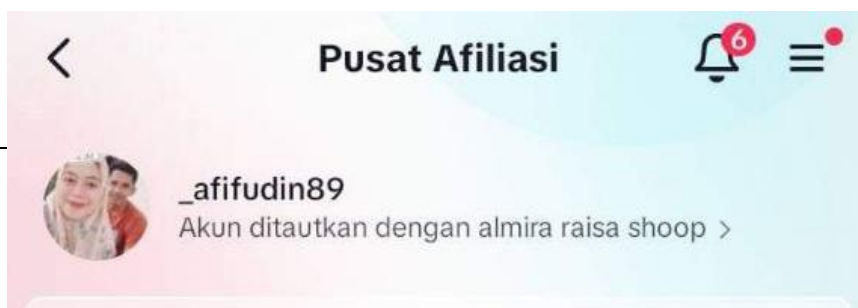 Pusat Afiliasi
6
_afifudin89
Akun ditautkan dengan almira raisa shoop >